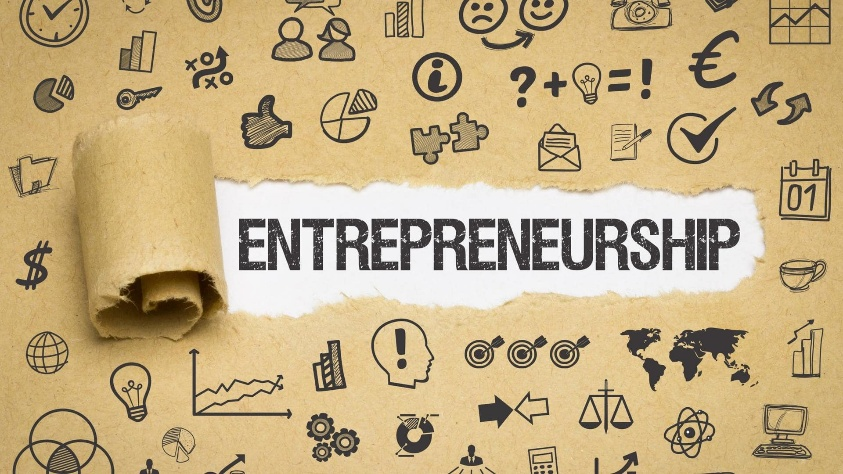 €
i
? + = !
01
ENTREPRENEURSHIP
$
!